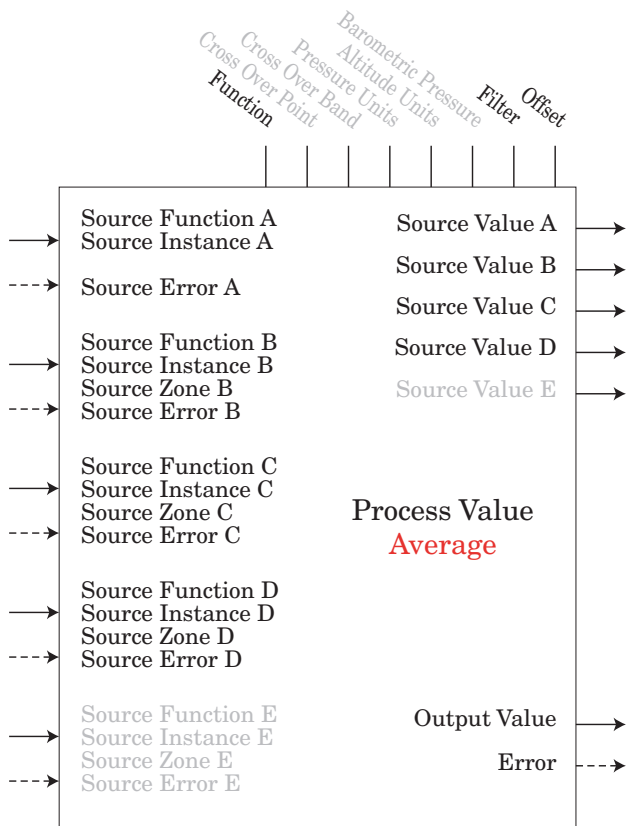 Function
Cross Over Point
Cross Over Band
Pressure Units
Altitude Units
Barometric Pressure
Filter
Offset
Source Function A
Source Instance A
Source Error A
Source Function B
Source Instance B
Source Zone B
Source Error B
Source Function C
Source Instance C
Source Zone C
Source Error C
Source Function D
Source Instance D
Source Zone D
Source Error D
Source Function E
Source Instance E
Source Zone E
Source Error E
Source Value A
Source Value B
Source Value C
Source Value D
Source Value E
Process Value
Average
Output Value
Error